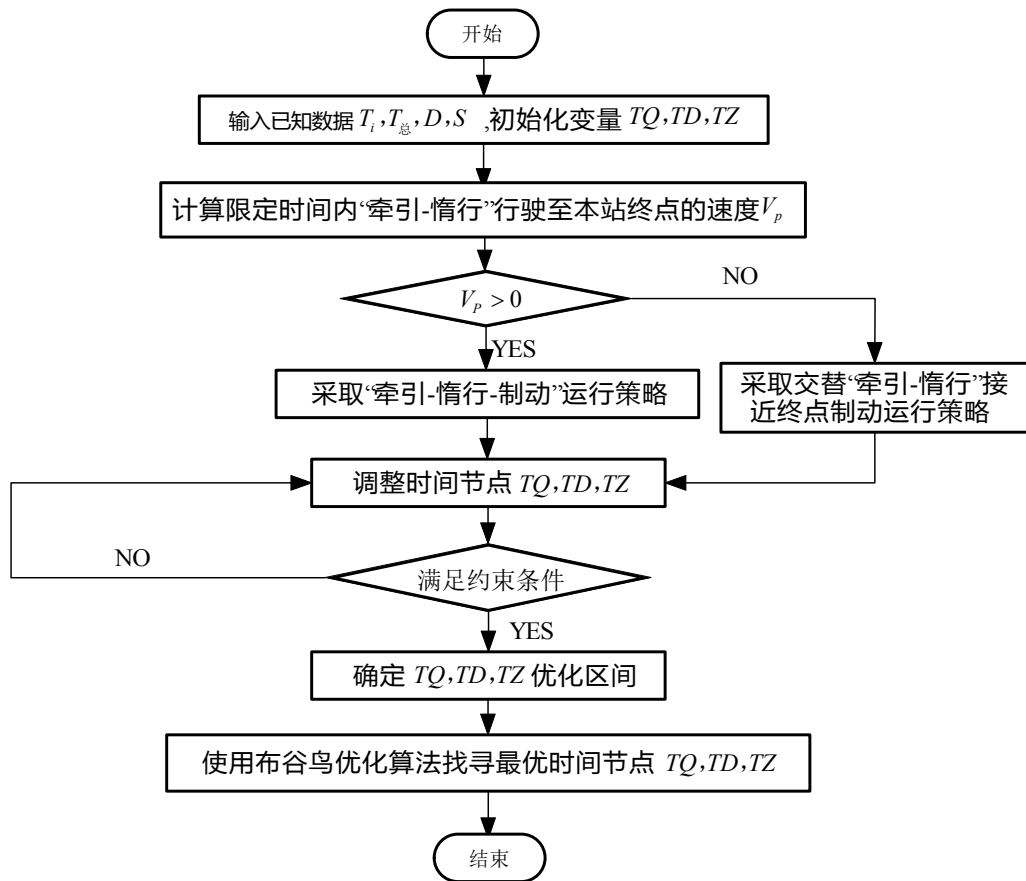 开始
输入已知数据 T_i,T_总,D,S ,初始化变量 TQ,TD,TZ
计算限定时间内“牵引-惰行”行驶至本站终点的速度V_p
V_P > 0
NO
YES
采取“牵引-惰行-制动”运行策略
采取交替“牵引-惰行”接
近终点制动运行策略
调整时间节点 TQ,TD,TZ
NO
满足约束条件
YES
确定 TQ,TD,TZ 优化区间
使用布谷鸟优化算法找寻最优时间节点 TQ,TD,TZ
结束